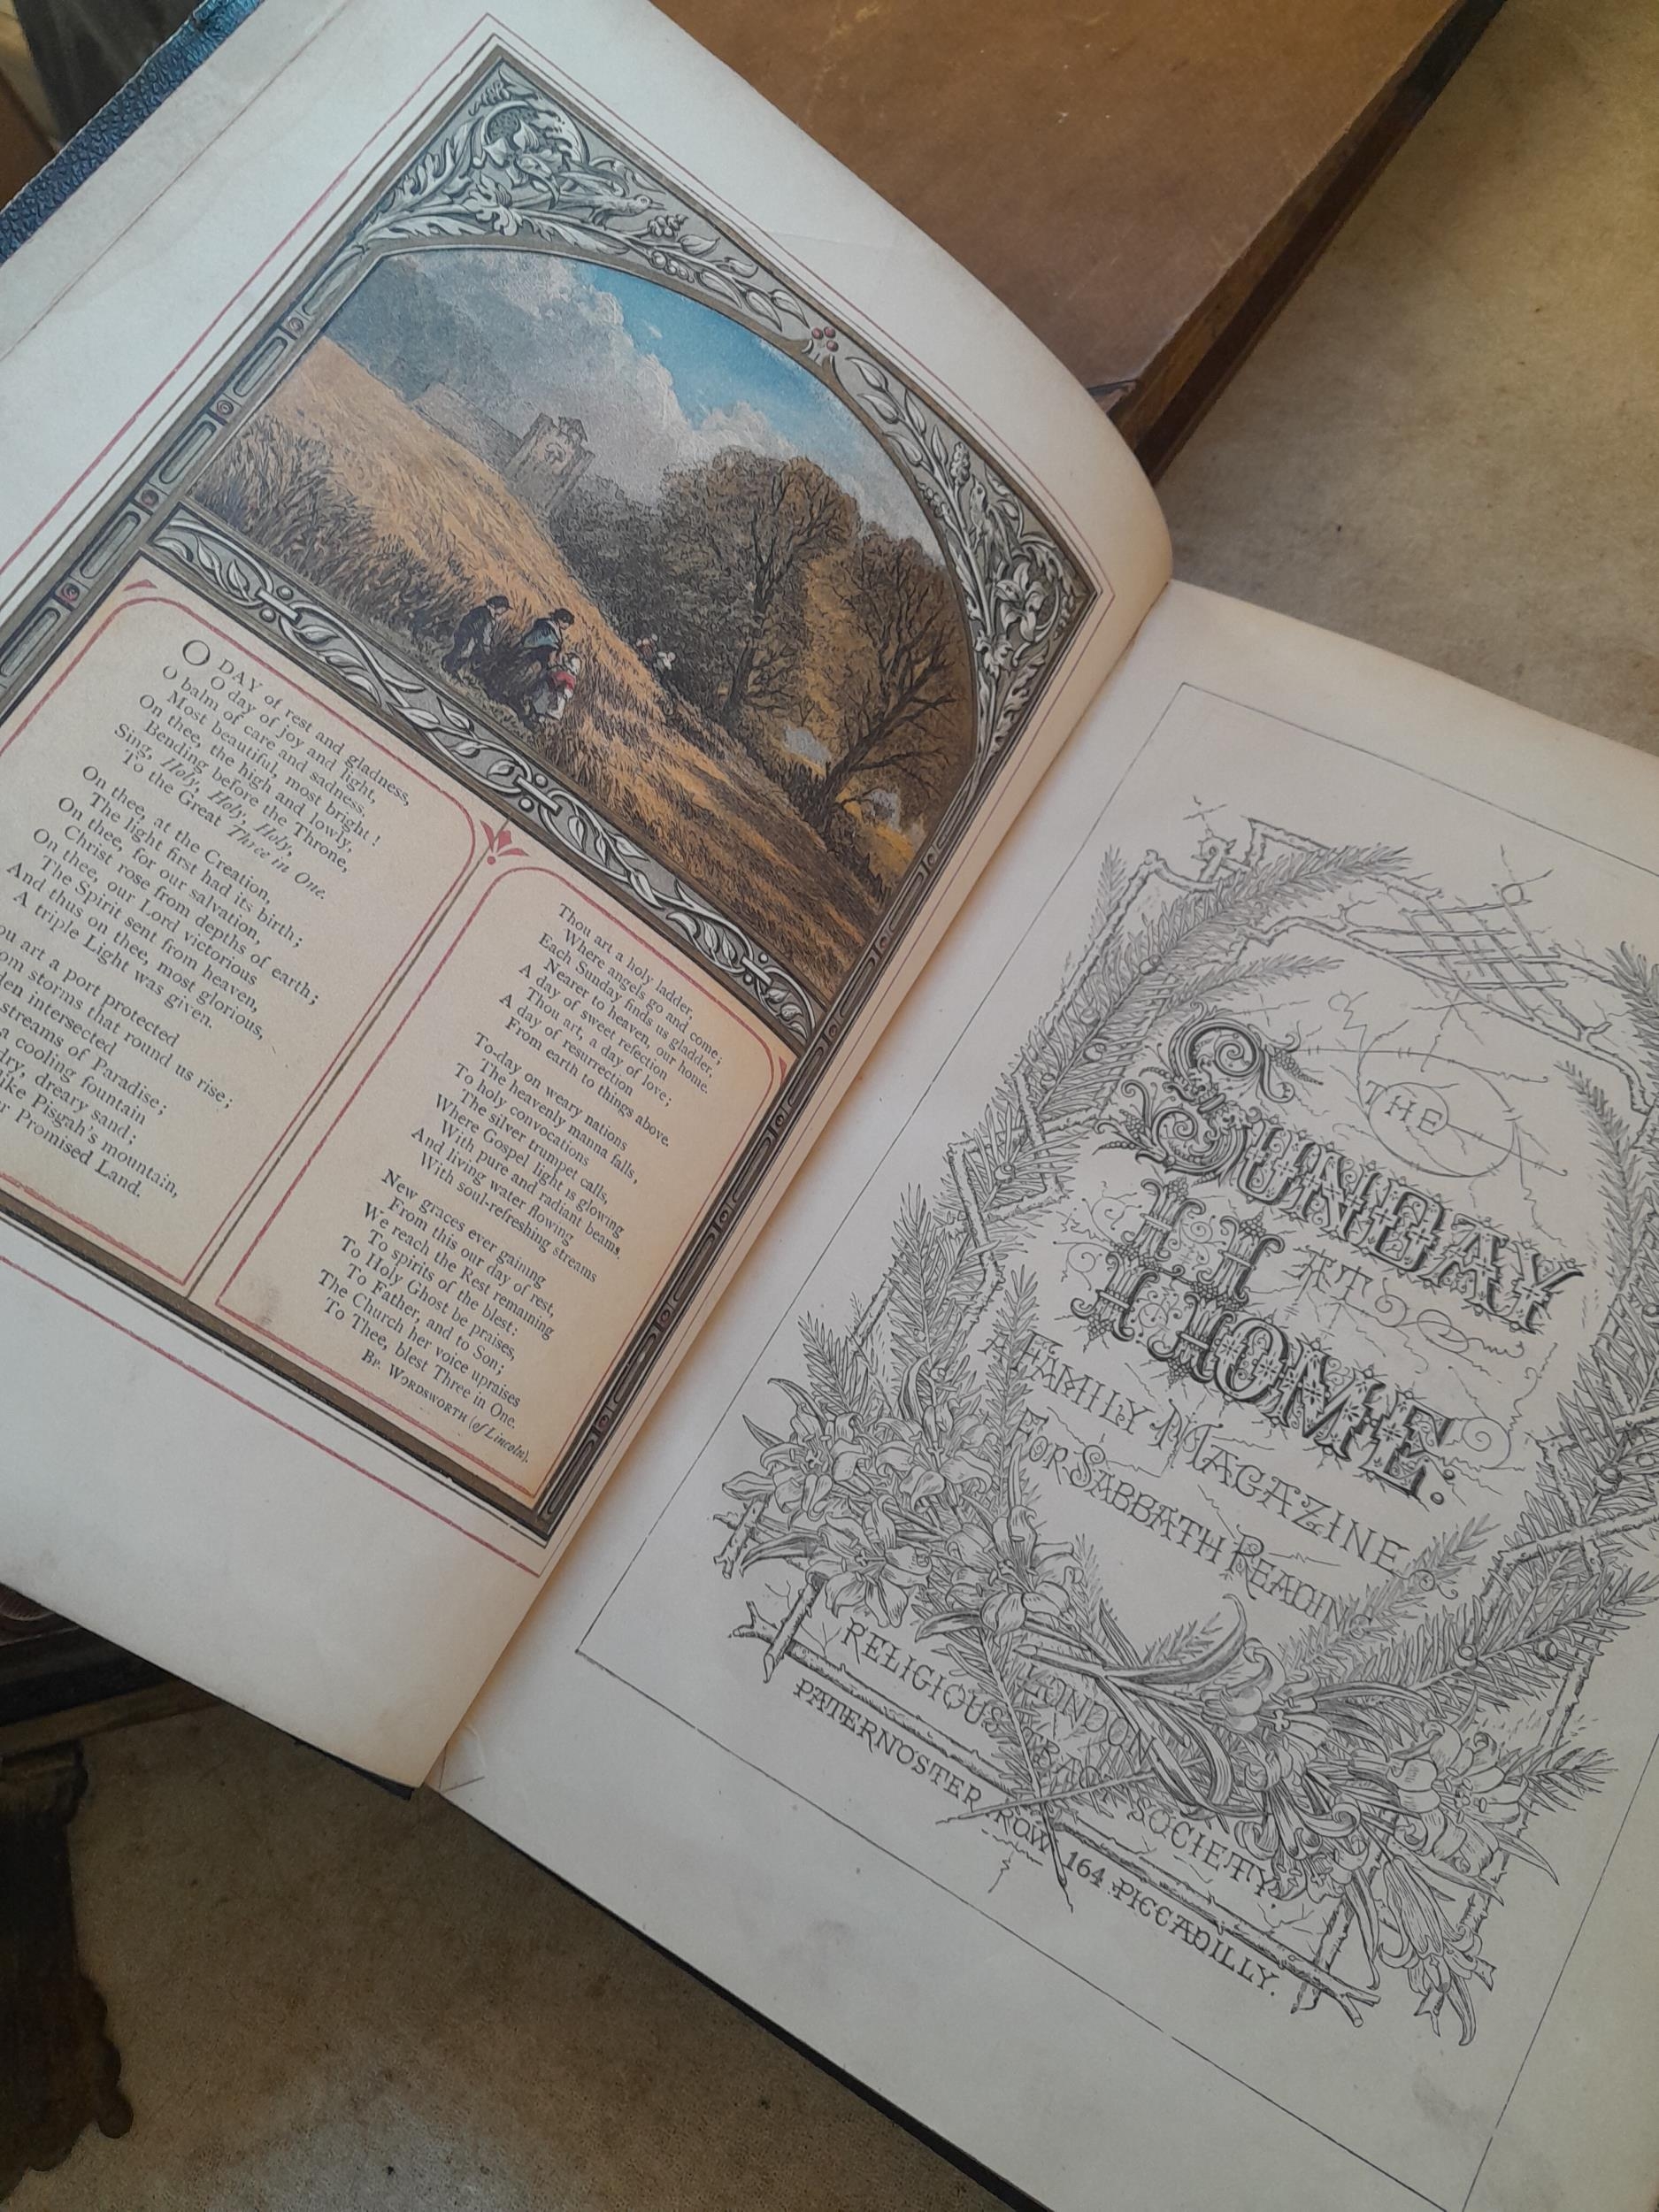 O DAY of rest and gladness,
O day of joy and light,
O balm of care and sadness,
Most beautiful, most bright!
On thee, the high and lowly,
Bending before the Throne,
Sing, Holy, Holy, Holy,
To the Great Three in One.
On thee, at the Creation,
The light first had its birth;
On thee, for our salvation,
Christ rose from depths of earth;
On thee, our Lord victorious
The Spirit sent from heaven,
And thus on thee, most glorious,
A triple Light was given.
art a port protected
storms that round us rise;
intersected
streams of Paradise;
a cooling fountain
dry, dreary sand;
like Pisgah's mountain,
Promised Land.
Thou art a holy ladder,
Where angels go and come;
Each Sunday finds us gladder,
Nearer to heaven, our home.
A day of sweet refection
Thou art, a day of love;
A day of resurrection
From earth to things above.
To-day on weary nations
The heavenly manna falls,
To holy convocations
The silver trumpet calls,
Where Gospel light is glowing
With pure and radiant beams,
And living water flowing
With soul-refreshing streams
New graces ever gaining
From this our day of rest,
We reach the Rest remaining
To spirits of the blest:
To Holy Ghost be praises,
To Father, and to Son;
The Church her voice upraises
To Thee, blest Three in One.
BP. WORDSWORTH (of Lincoln).
THE
SUNDAY
AT
HOME.
A FAMILY MAGAZINE
FOR SABBATH READING
LONDON
RELIGIOUS TRACT SOCIETY.
PATERNOSTER ROW 164 PICCADILLY.